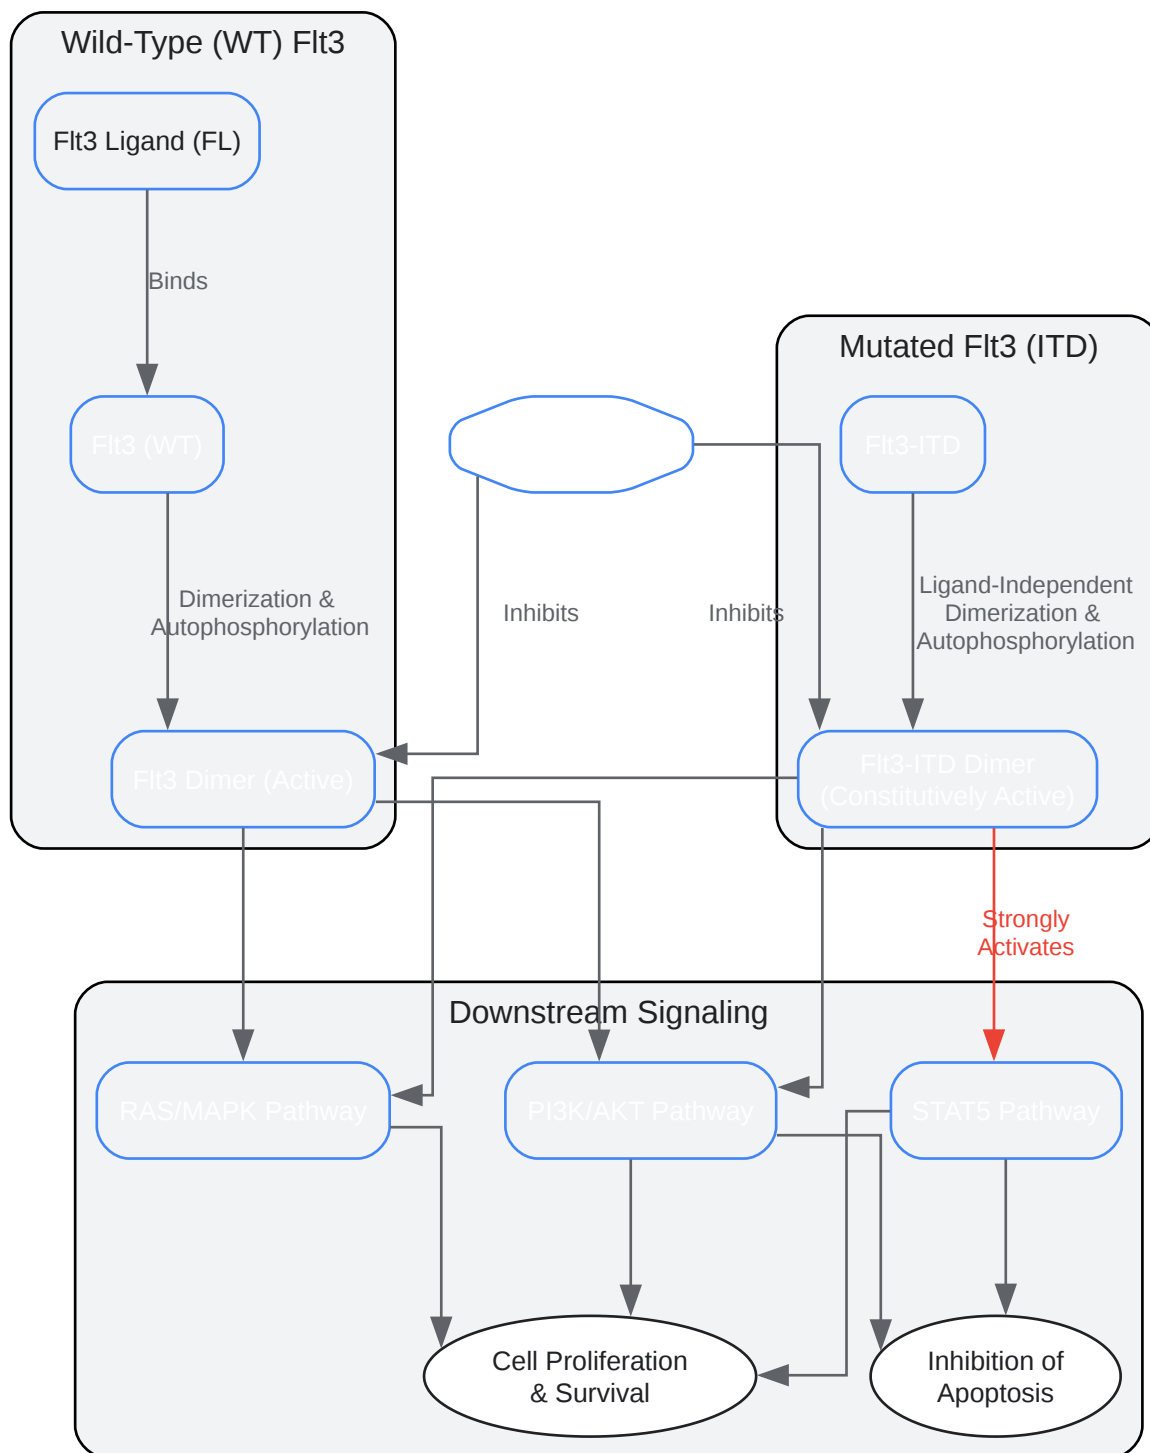 Wild-Type (WT) Flt3
Flt3 Ligand (FL)
Binds
Mutated Flt3 (ITD)
Flt3 (WT)
Flt3-ITD
Dimerization &
Autophosphorylation
Inhibits
Inhibits
Ligand-Independent
Dimerization &
Autophosphorylation
Flt3 Dimer (Active)
Flt3-ITD Dimer
(Constitutively Active)
Strongly
Activates
Downstream Signaling
RAS/MAPK Pathway
PI3K/AKT Pathway
STAT5 Pathway
Cell Proliferation
& Survival
Inhibition of
Apoptosis